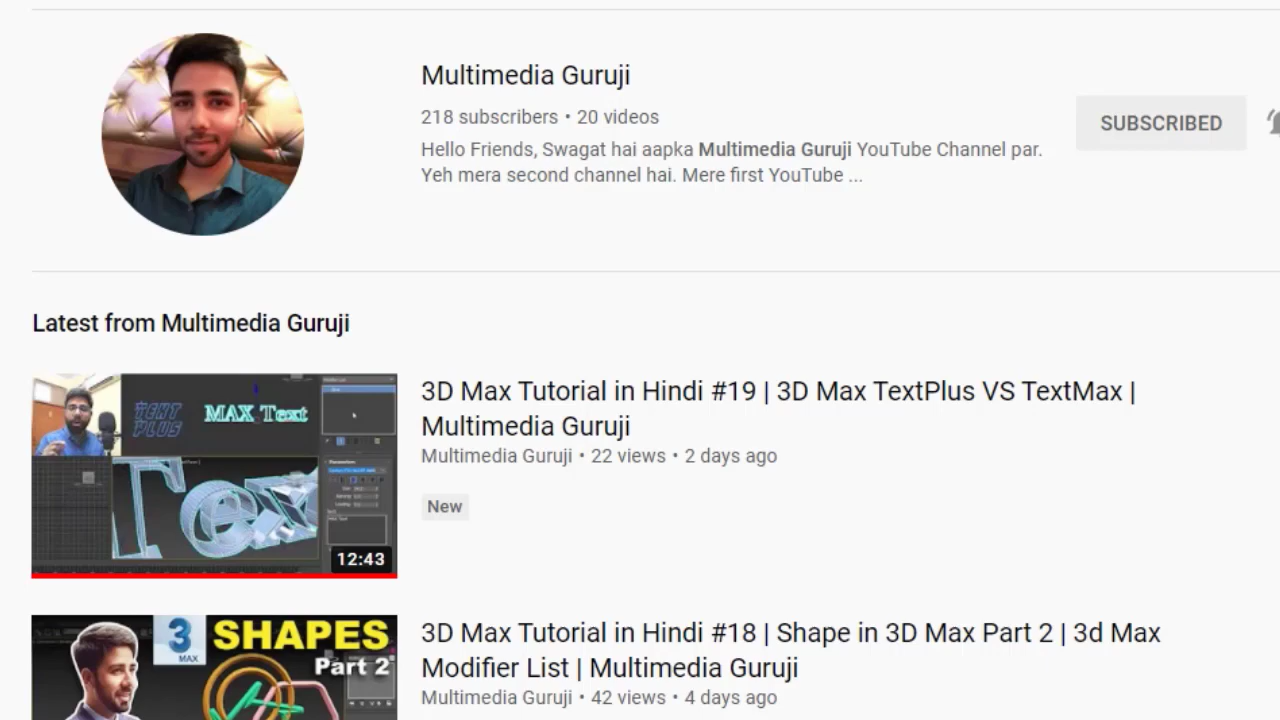 Multimedia Guruji
218 subscribers • 20 videos
SUBSCRIBED
Hello Friends, Swagat hai aapka Multimedia Guruji YouTube Channel par.
Yeh mera second channel hai. Mere first YouTube ...
Latest from Multimedia Guruji
TEXT
PLUS
MAX Text
Tex
12:43
3D Max Tutorial in Hindi #19 | 3D Max TextPlus VS TextMax |
Multimedia Guruji
Multimedia Guruji • 22 views • 2 days ago
New
3
MAX
SHAPES
Part 2
3D Max Tutorial in Hindi #18 | Shape in 3D Max Part 2 | 3d Max
Modifier List | Multimedia Guruji
Multimedia Guruji • 42 views • 4 days ago